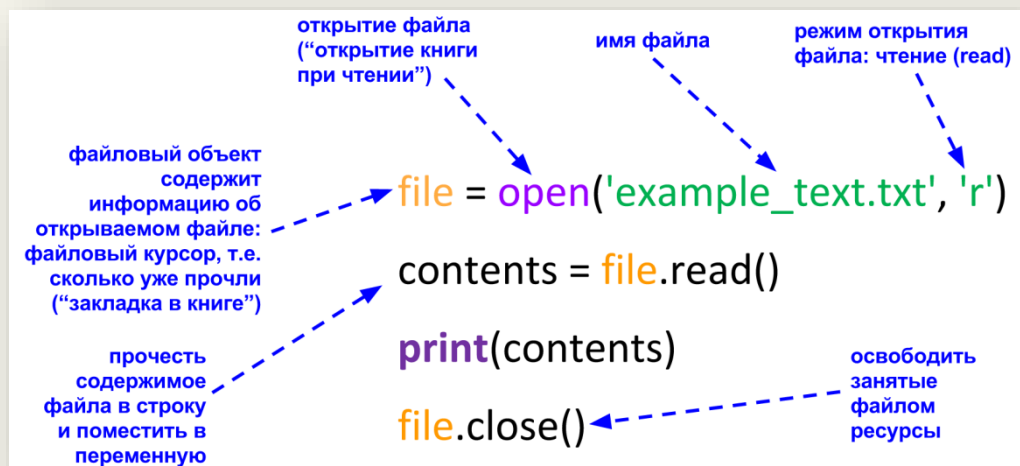 открытие файла
(“открытие книги
при чтении”)
имя файла
режим открытия
файла: чтение (read)
файловый объект
содержит
информацию об
открываемом файле:
файловый курсор, т.е.
сколько уже прочли
(“закладка в книге”)
file = open('example_text.txt', 'r')
contents = file.read()
print(contents)
file.close()
прочесть
содержимое
файла в строку
и поместить в
переменную
освободить
занятые
файлом
ресурсы